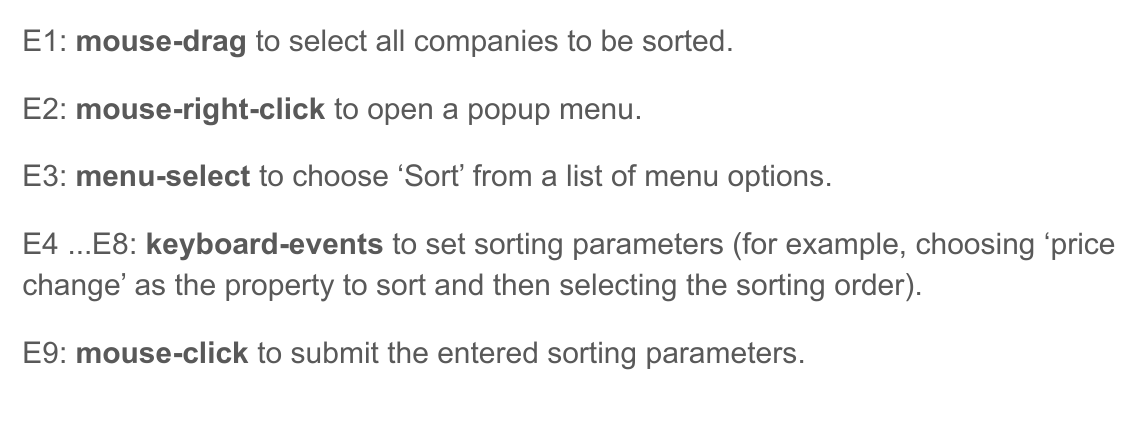 E1: mouse-drag to select all companies to be sorted.
E2: mouse-right-click to open a popup menu.
E3: menu-select to choose ‘Sort’ from a list of menu options.
E4 ...E8: keyboard-events to set sorting parameters (for example, choosing ‘price
change’ as the property to sort and then selecting the sorting order).
E9: mouse-click to submit the entered sorting parameters.